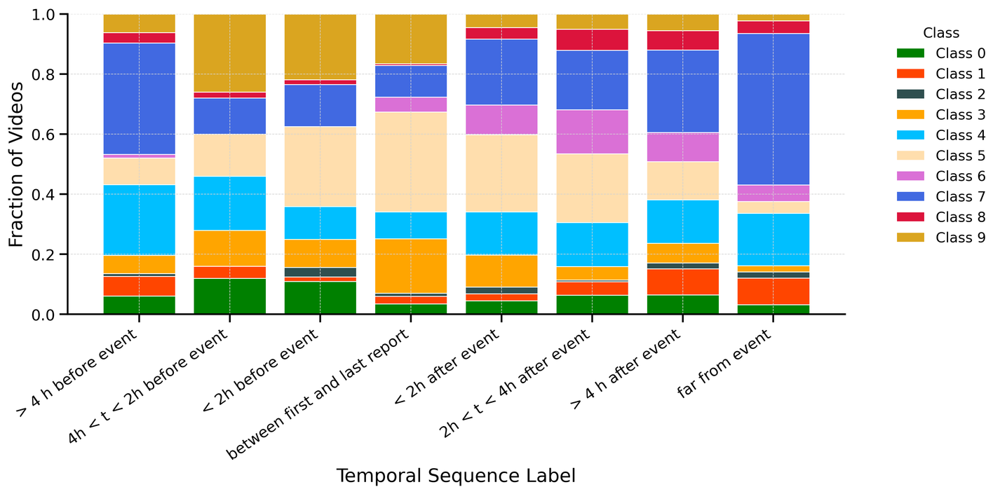 Fraction of Videos
1.0
0.8
0.6
0.4
0.2
0.0
> 4 h before event
4h < t < 2h before event
< 2h before event
between first and last report
< 2h after event
2h < t < 4h after event
> 4 h after event
far from event
Temporal Sequence Label
Class
Class 0
Class 1
Class 2
Class 3
Class 4
Class 5
Class 6
Class 7
Class 8
Class 9